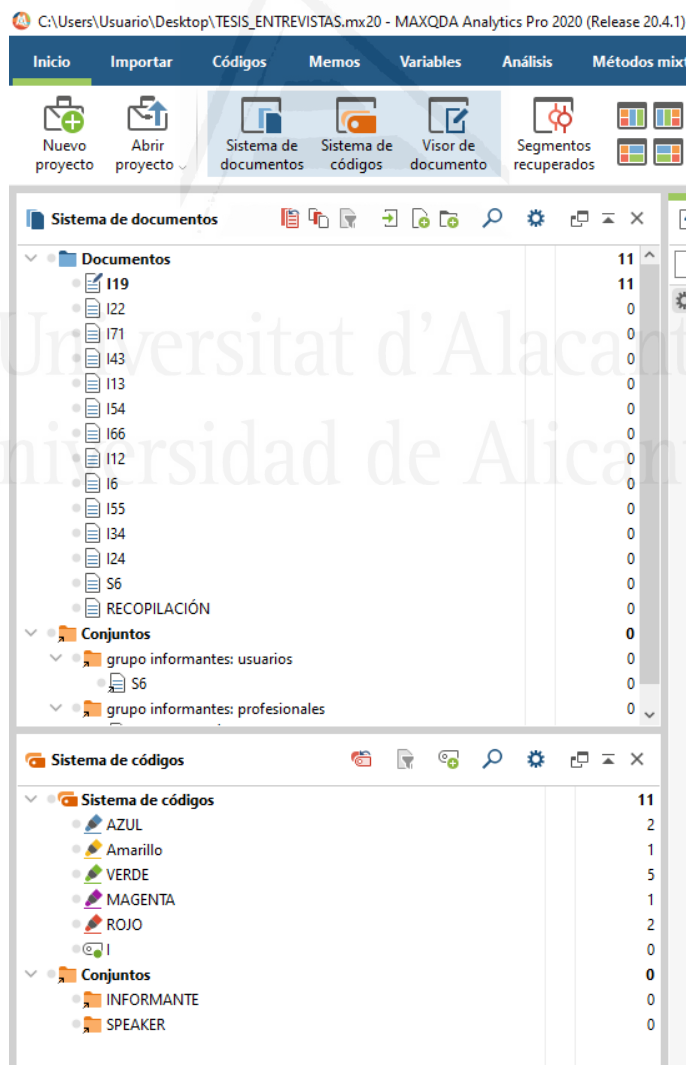 C:\Users\Usuario\Desktop\TESIS_ENTREVISTAS.mx20 - MAXQDA Analytics Pro 2020 (Release 20.4.1)
Inicio Importar Códigos Memos Variables Análisis Métodos
Nuevo proyecto
Abrir proyecto
Sistema de documentos
Sistema de códigos
Visor de documento
Segmentos recuperados
Sistema de documentos
Documentos 11
I19 11
I22 0
I71 0
I43 0
I13 0
I54 0
I66 0
I12 0
I6 0
I55 0
I34 0
I24 0
S6 0
RECOPILACIÓN 0
Conjuntos 0
grupo informantes: usuarios 0
S6 0
grupo informantes: profesionales 0
Universitat d'Alacant
Universidad de Alicante
Sistema de códigos
Sistema de códigos 11
AZUL 2
Amarillo 1
VERDE 5
MAGENTA 1
ROJO 2
I 0
Conjuntos 0
INFORMANTE 0
SPEAKER 0